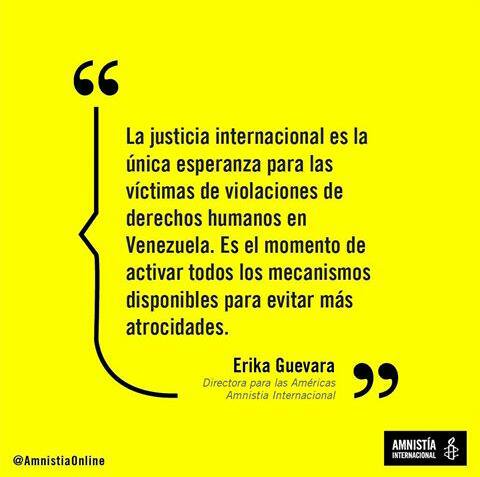 La justicia internacional es la
única esperanza para las
víctimas de violaciones de
derechos humanos en
Venezuela. Es el momento de
activar todos los mecanismos
disponibles para evitar más
atrocidades.
Erika Guevara
Directora para las Américas
Amnistia Internacional
@AmnistiaOnline
AMNISTÍA
INTERNACIONAL